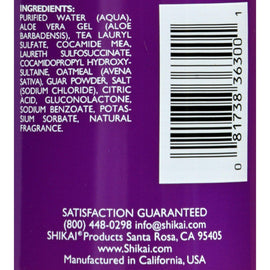 INGREDIENTS:
PURIFIED WATER (AQUA),
ALOE VERA GEL (ALOE
BARBADENSIS), TEA LAURYL
SULFATE, COCAMIDE MEA,
LAURETH SULFOSUCCINATE,
COCAMIDOPROPYL HYDROXY-
SULTAINE, OATMEAL (AVENA
SATIVA), GUAR POWDER, SALT
(SODIUM CHLORIDE), CITRIC
ACID, GLUCONOLACTONE,
SODIUM BENZOATE, POTAS-
SIUM SORBATE, NATURAL
FRAGRANCE.
0 81738 36300 1
SATISFACTION GUARANTEED
(800) 448-0298 info@shikai.com
SHIKAI® Products Santa Rosa, CA 95405
www.Shikai.com
Manufactured in California, USA